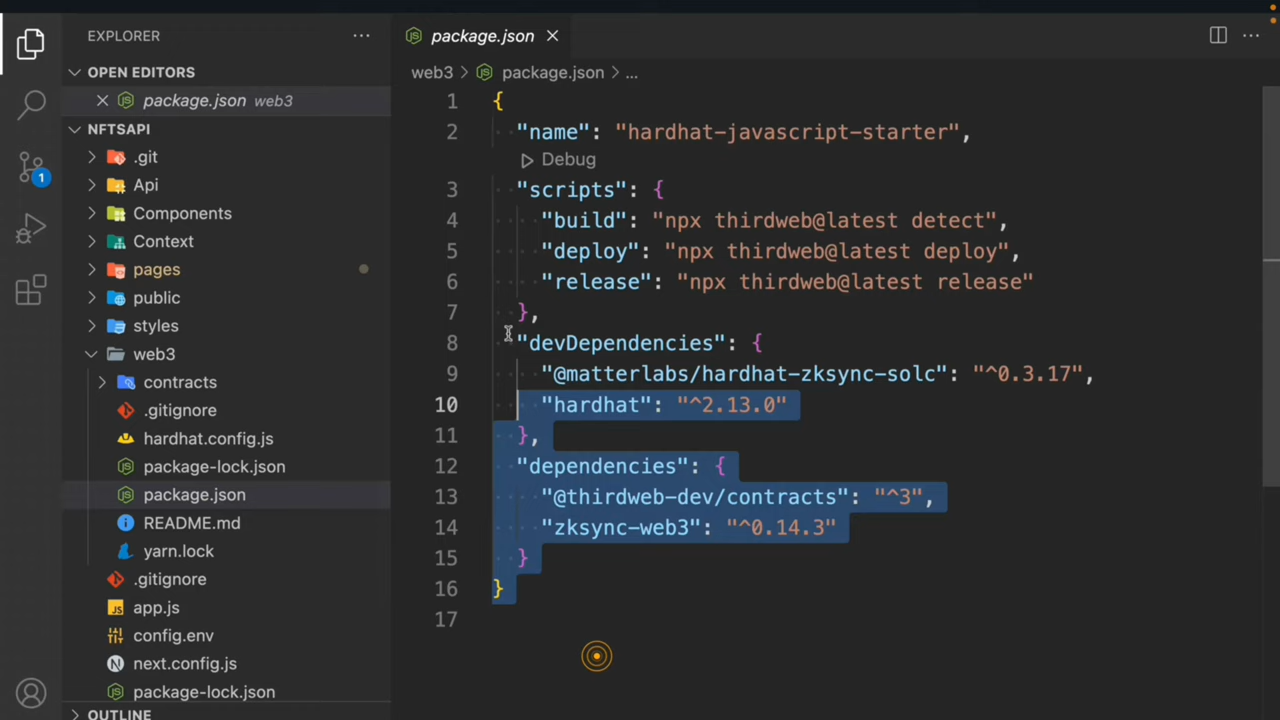 EXPLORER
OPEN EDITORS
package.json web3
NFTSAPI
.git
Api
Components
Context
pages
public
styles
web3
contracts
.gitignore
hardhat.config.js
package-lock.json
package.json
README.md
yarn.lock
.gitignore
app.js
config.env
next.config.js
package-lock.json
OUTLINE
1
package.json
web3 > package.json > ...
1 {
2 "name": "hardhat-javascript-starter",
Debug
3 "scripts": {
4 "build": "npx thirdweb@latest detect",
5 "deploy": "npx thirdweb@latest deploy",
6 "release": "npx thirdweb@latest release"
7 },
8 "devDependencies": {
9 "@matterlabs/hardhat-zksync-solc": "^0.3.17",
10 "hardhat": "^2.13.0"
11 },
12 "dependencies": {
13 "@thirdweb-dev/contracts": "^3",
14 "zksync-web3": "^0.14.3"
15 }
16 }
17